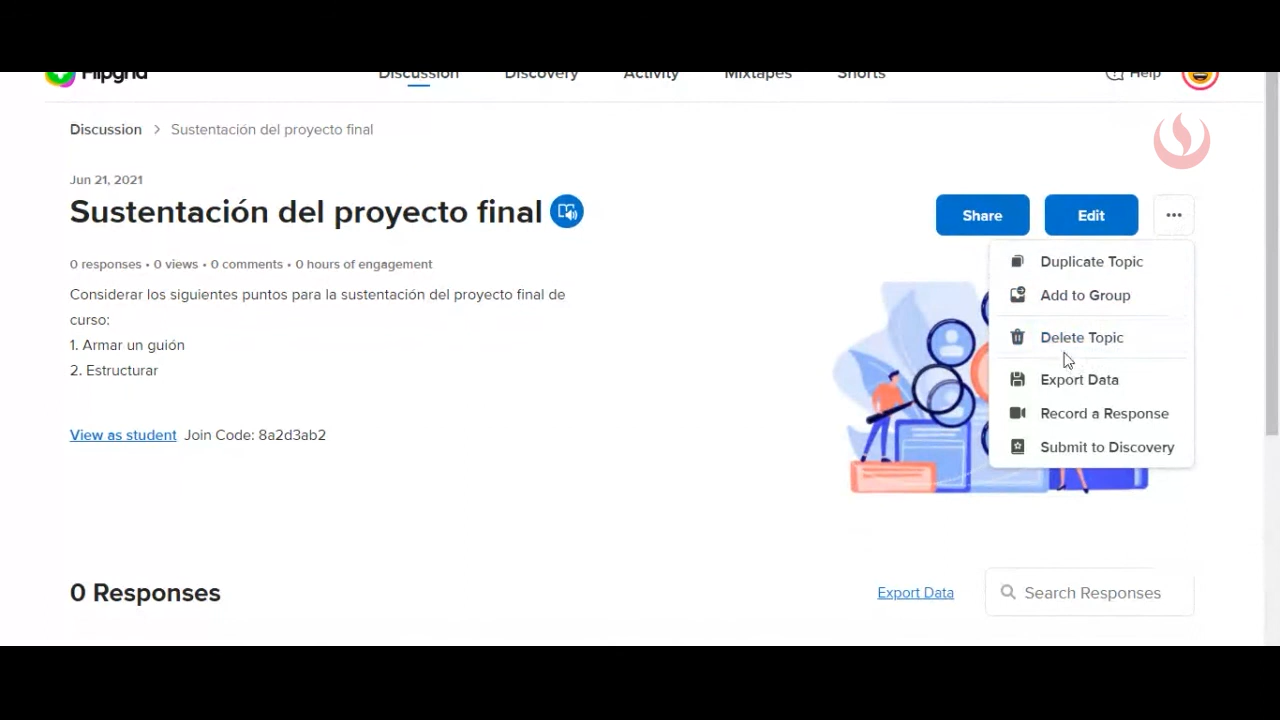 Flipgrid
Discussion Discovery Activity Mixtapes Shorts Help
Discussion > Sustentación del proyecto final
Jun 21, 2021
Sustentación del proyecto final
Share Edit
0 responses • 0 views • 0 comments • 0 hours of engagement
Considerar los siguientes puntos para la sustentación del proyecto final de
curso:
1. Armar un guión
2. Estructurar
View as student Join Code: 8a2d3ab2
Duplicate Topic
Add to Group
Delete Topic
Export Data
Record a Response
Submit to Discovery
0 Responses
Export Data
Search Responses